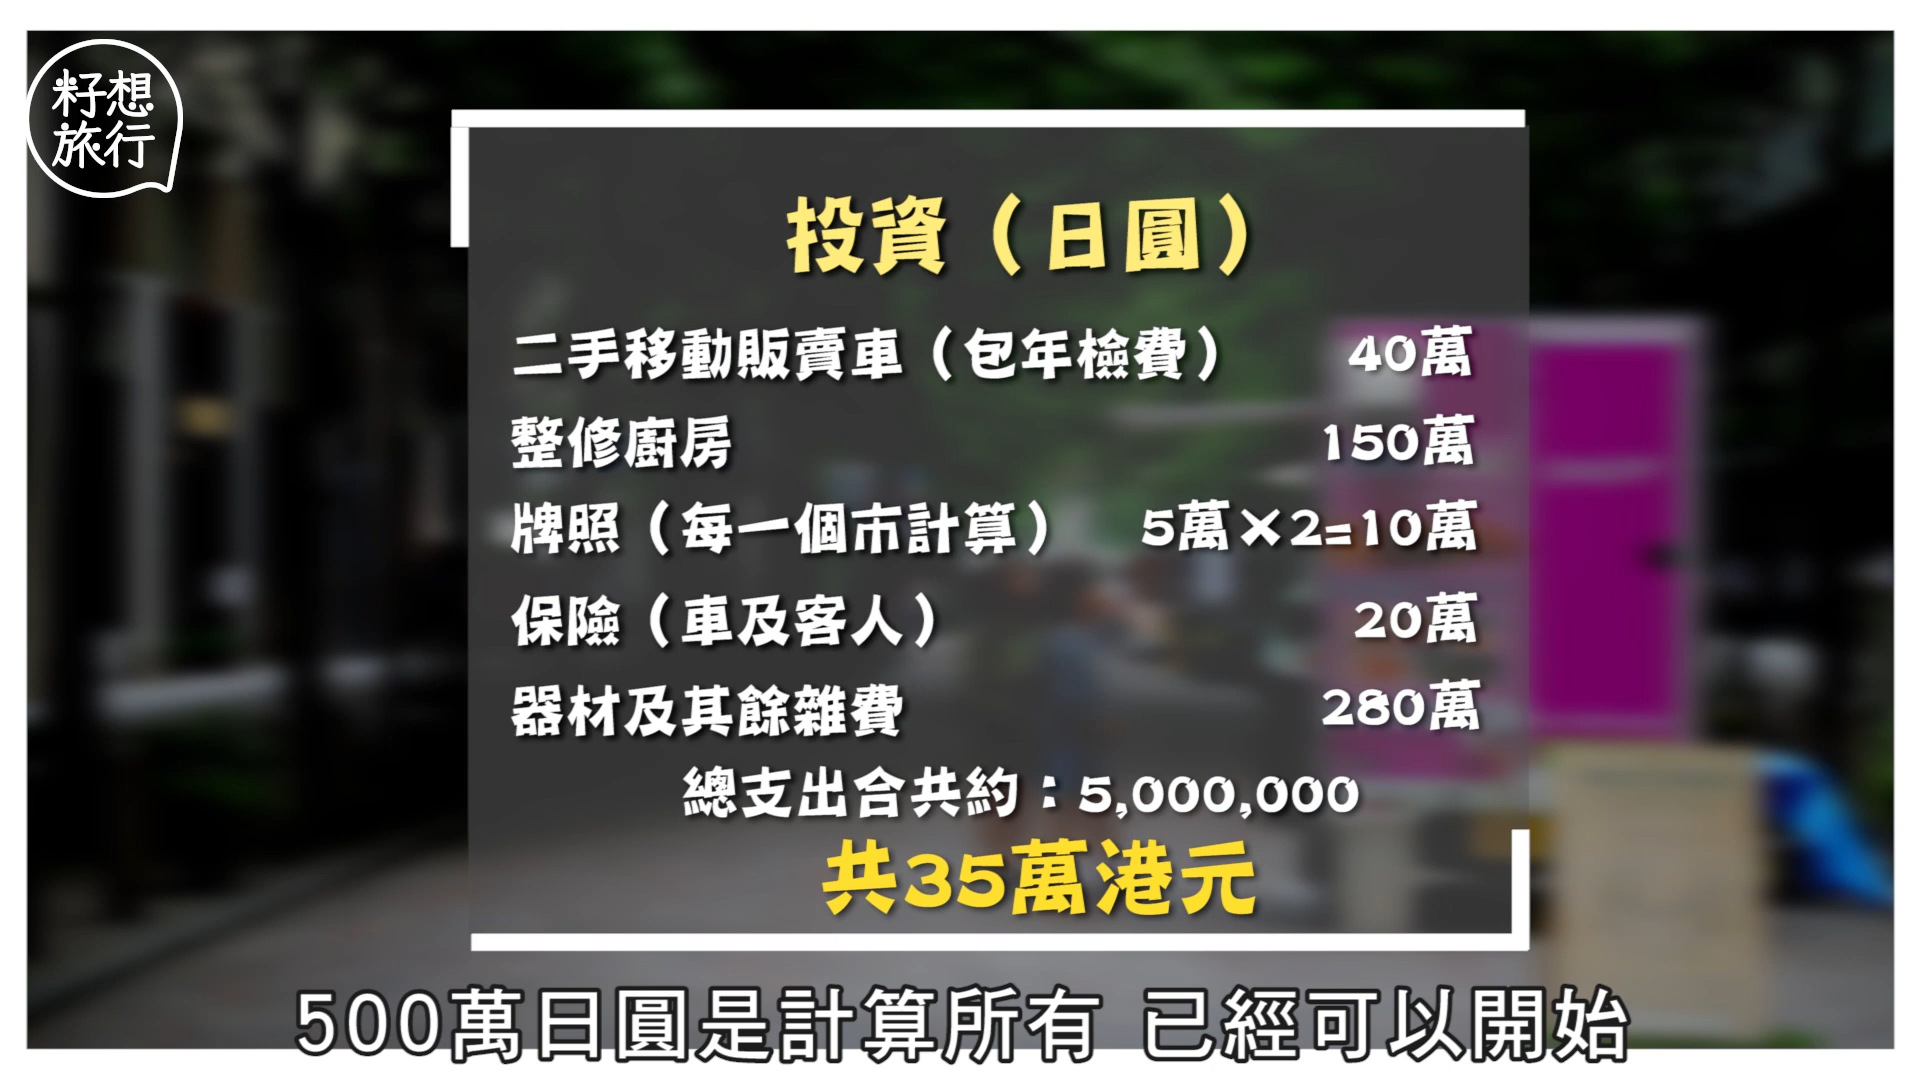 籽想
旅行
投資（日圓）
二手移動販賣車（包年檢費） 40萬
整修廚房 150萬
牌照（每一個市計算） 5萬×2=10萬
保險（車及客人） 20萬
器材及其餘雜費 280萬
總支出合共約：5,000,000
共35萬港元
500萬日圓是計算所有 已經可以開始